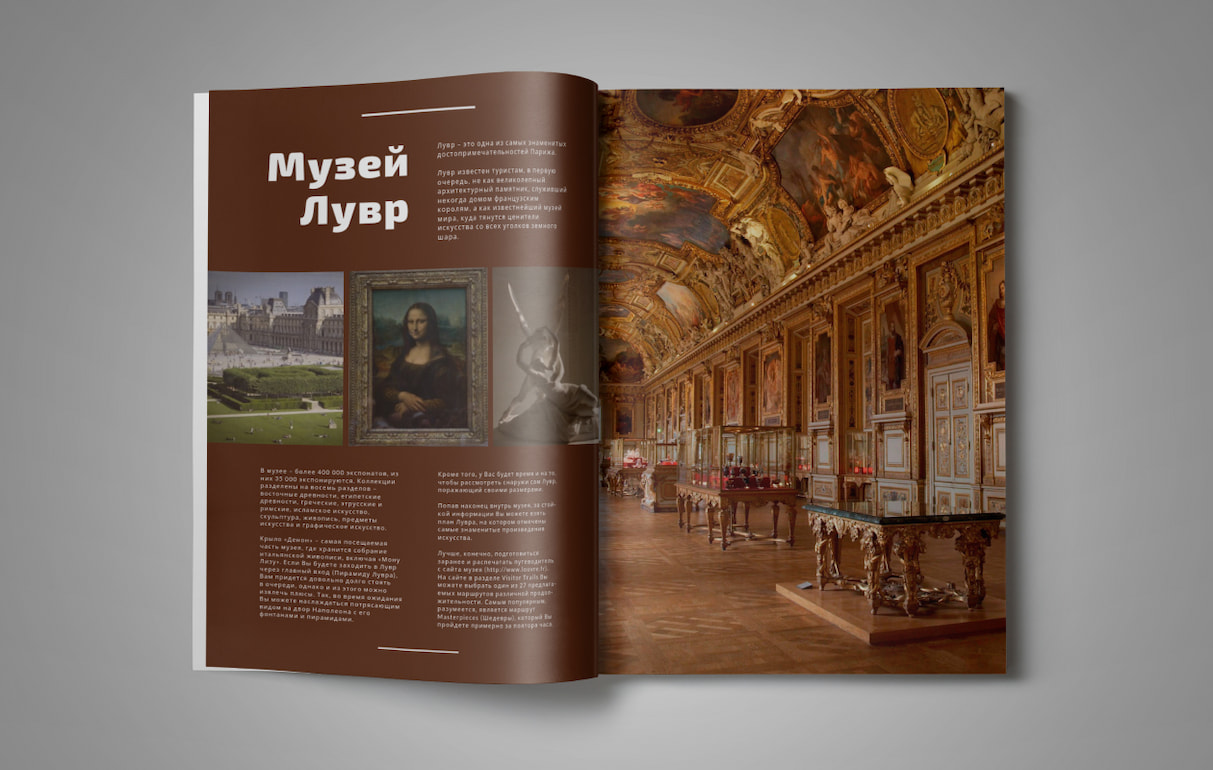 Музей
Лувр
Лувр – это одна из самых знаменитых
достопримечательностей Парижа.
Лувр известен туристам, в первую
очередь, не как великолепный
архитектурный памятник, служивший
некогда домом французским
королям, а как известнейший музей
мира, куда тянутся ценители
искусства со всех уголков земного
шара.
В музее – более 400 000 экспонатов, из
них 35 000 экспонируются. Коллекции
разделены на восемь разделов –
восточные древности, египетские
древности, греческие, этрусские и
римские, исламское искусство,
скульптура, живопись, предметы
искусства и графическое искусство.
Крыло «Денон» – самая посещаемая
часть музея, где хранится собрание
итальянской живописи, включая «Мону
Лизу». Если Вы будете заходить в Лувр
через главный вход (Пирамиду Лувра),
Вам придется довольно долго стоять
в очереди, однако и из этого можно
извлечь плюсы. Так, во время ожидания
Вы можете наслаждаться потрясающим
видом на двор Наполеона с его
фонтанами и пирамидами.
Кроме того, у Вас будет время и на то,
чтобы рассмотреть снаружи сам Лувр,
поражающий своими размерами.
Попав наконец внутрь музея, за стой-
кой информации Вы можете взять
план Лувра, на котором отмечены
самые знаменитые произведения
искусства.
Лучше, конечно, подготовиться
заранее и распечатать путеводитель
с сайта музея (http://www.louvre.fr).
На сайте в разделе Visitor Trails Вы
можете выбрать один из 27 предлага-
емых маршрутов различной продол-
жительности. Самым популярным,
разумеется, является маршрут
Masterpieces (Шедевры), который Вы
пройдете примерно за полтора часа.